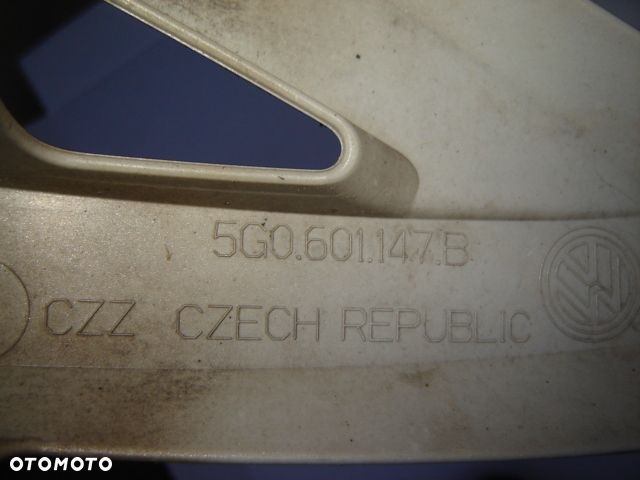 5G0.601.147.B
CZZ CZECH REPUBLIC
OTOMOTO